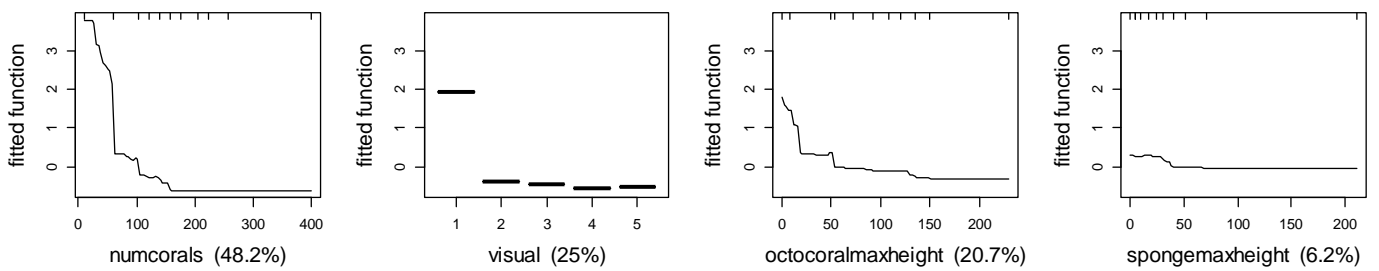 fitted function
3
2
1
0
0 100 200 300 400
numcorals (48.2%)
fitted function
3
2
1
0
1 2 3 4 5
visual (25%)
fitted function
3
2
1
0
0 50 100 150 200
octocoralmaxheight (20.7%)
fitted function
3
2
1
0
0 50 100 150 200
spongemaxheight (6.2%)